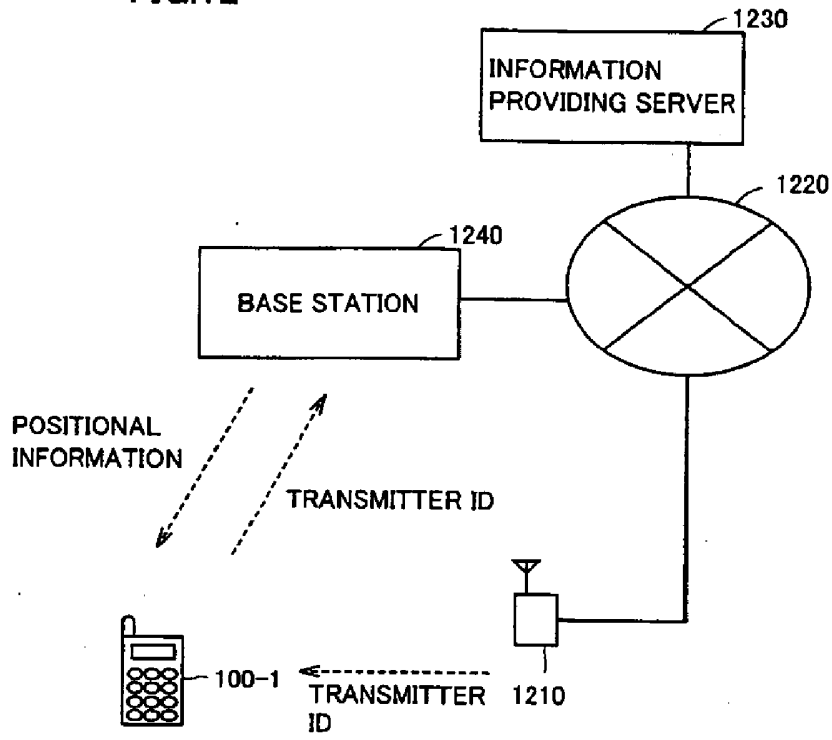 1230
INFORMATION
PROVIDING SERVER
1220
1240
BASE STATION
POSITIONAL
INFORMATION
TRANSMITTER ID
100-1
TRANSMITTER
ID
1210